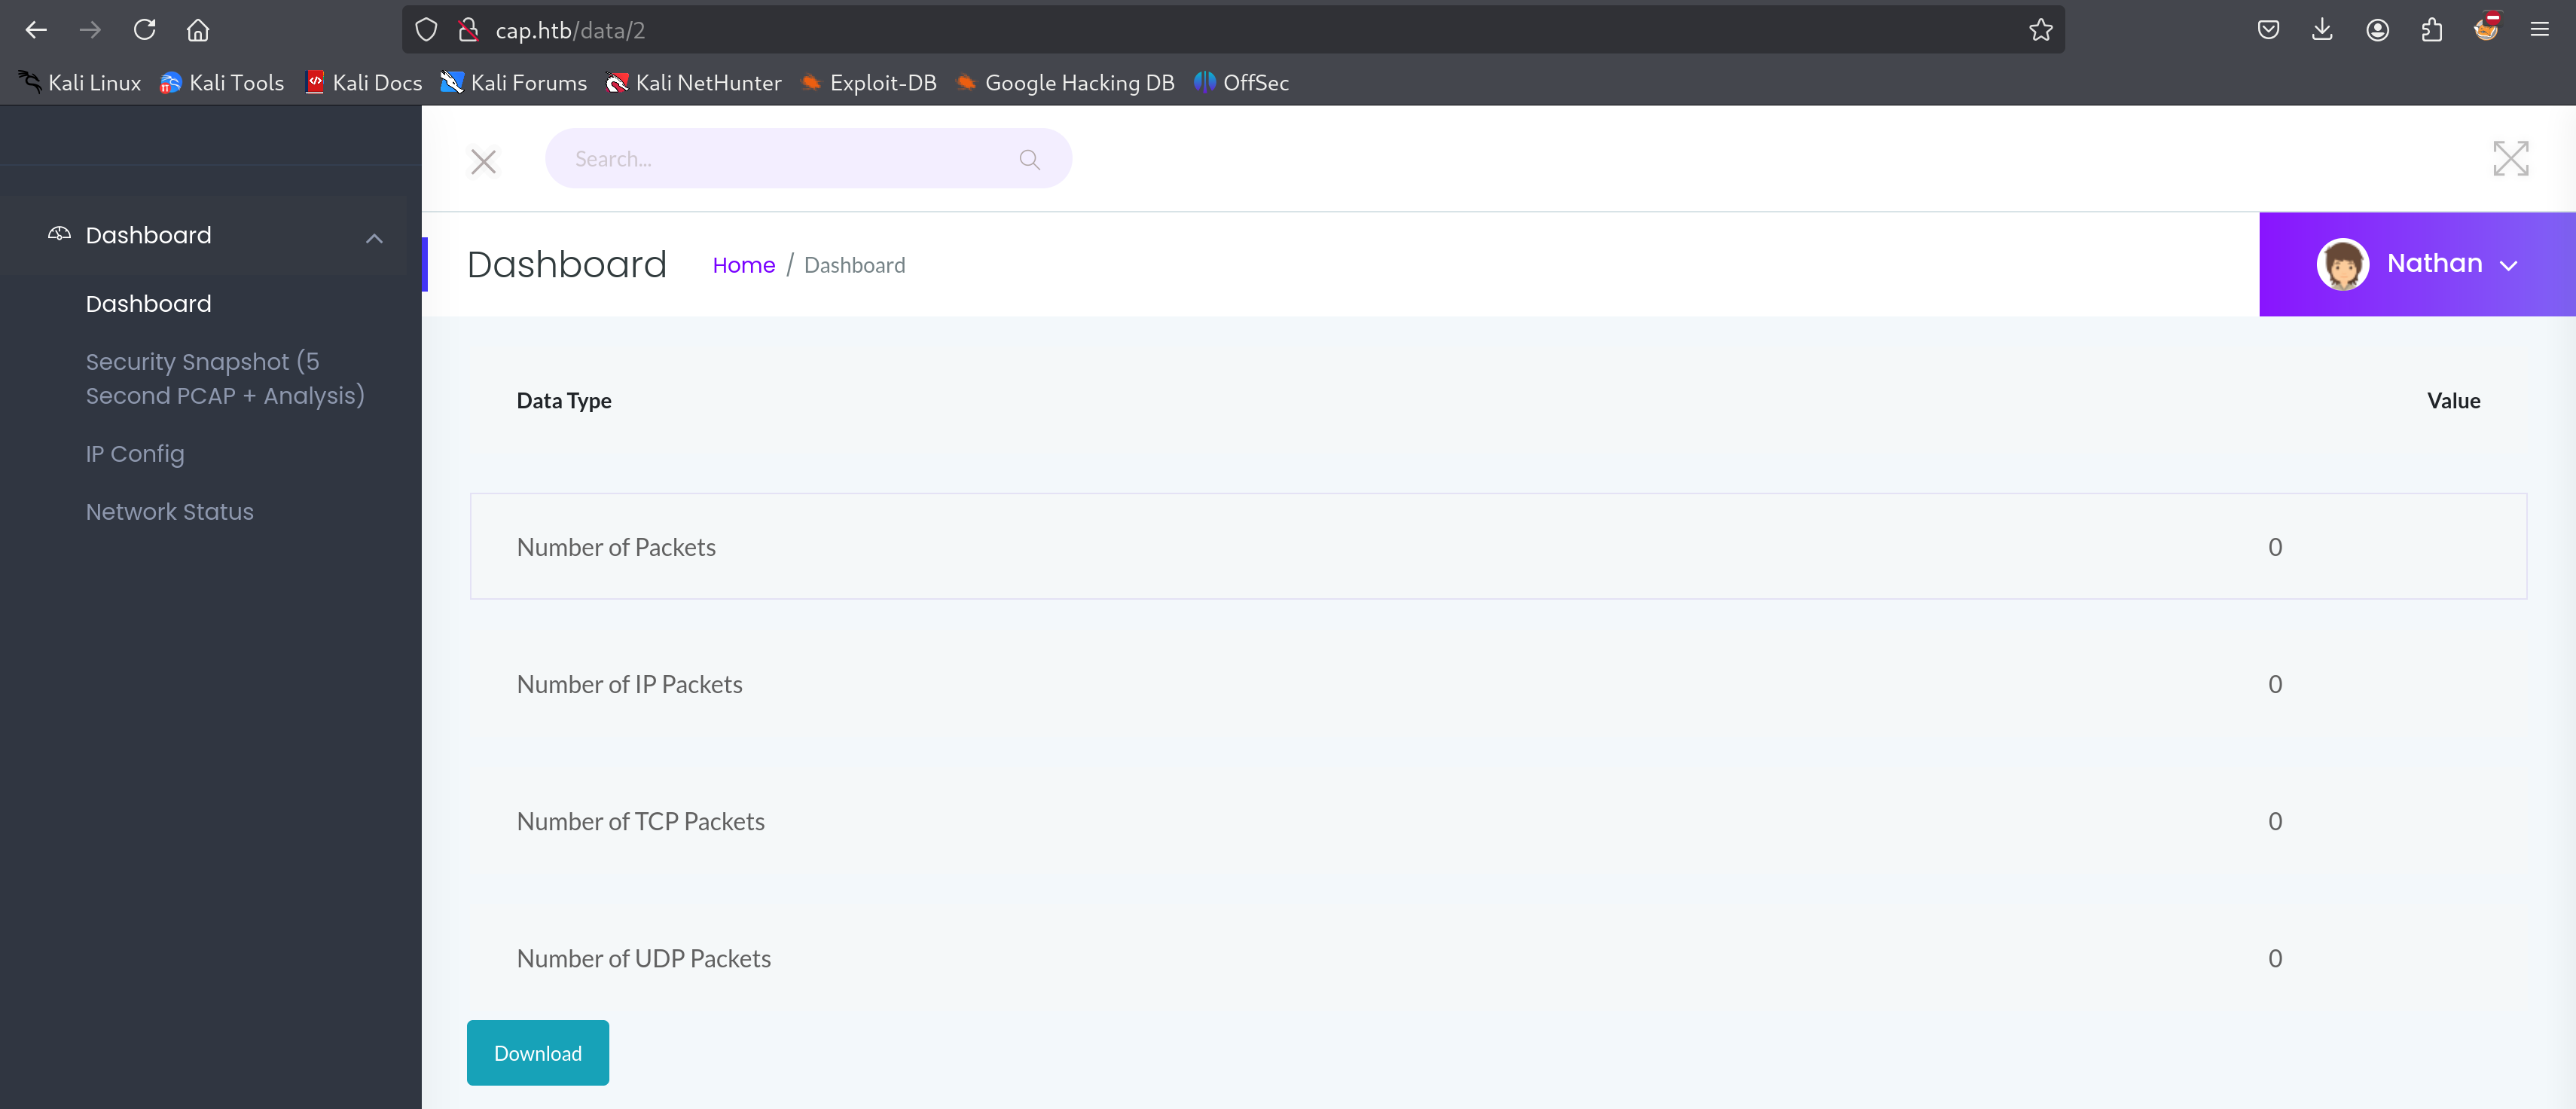 cap.htb/data/2
Kali Linux Kali Tools Kali Docs Kali Forums Kali NetHunter Exploit-DB Google Hacking DB OffSec
Search...
Dashboard
Dashboard
Security Snapshot (5
Second PCAP + Analysis)
IP Config
Network Status
Dashboard Home / Dashboard
Nathan
Data Type Value
Number of Packets 0
Number of IP Packets 0
Number of TCP Packets 0
Number of UDP Packets 0
Download